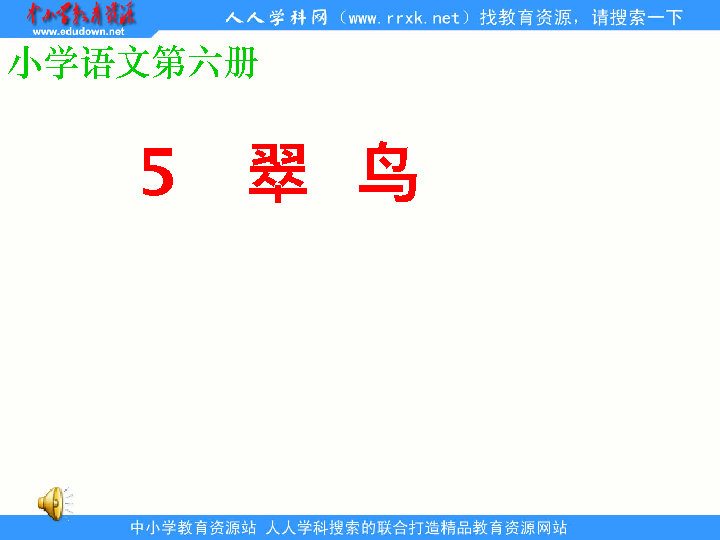 中小学教育资源
www.edudown.net
人人学科网（www.rrxk.net）找教育资源，请搜索一下
小学语文第六册
5 翠 鸟
中小学教育资源站 人人学科搜索的联合打造精品教育资源网站